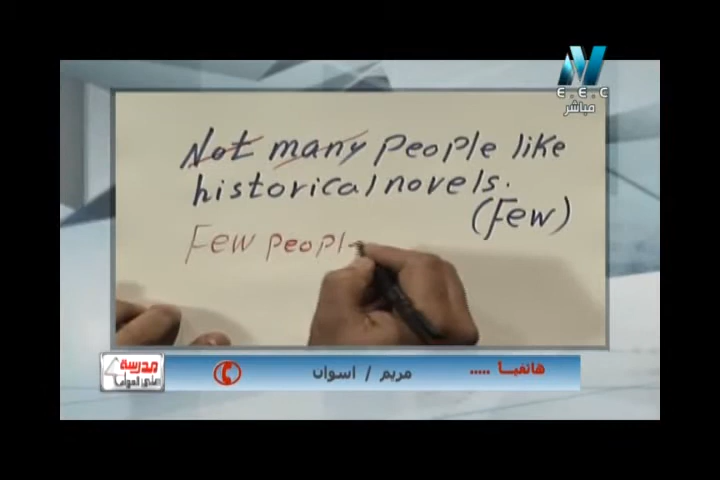 E.E.C
مباشر
Not many people like
historical novels.
(Few)
Few peopl
هاتفيا .....
مريم / اسوان
مدرسة
على الهواء